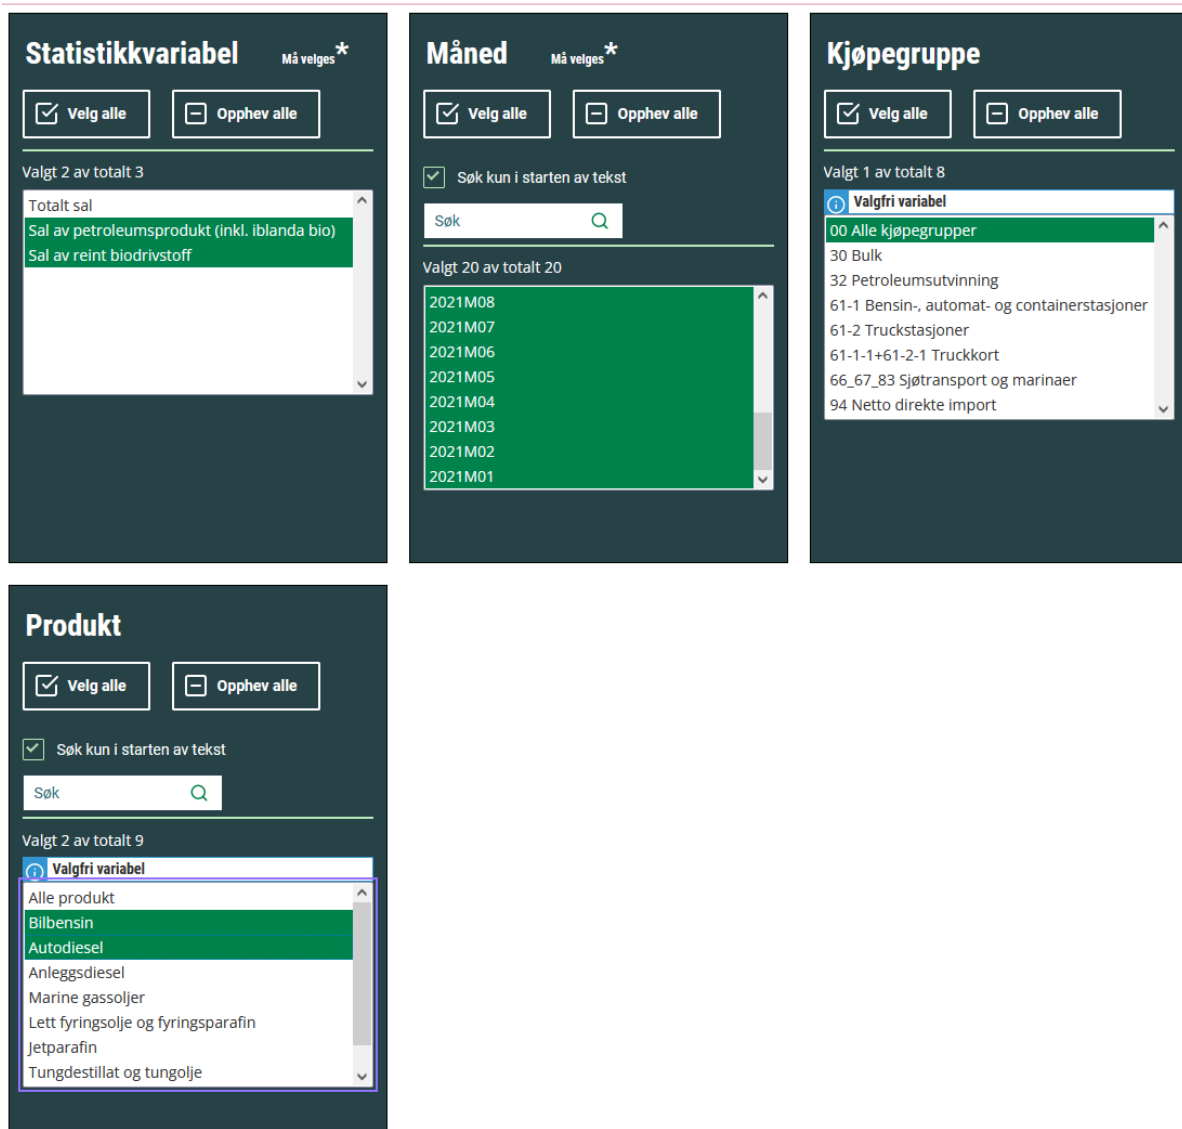 Statistikkvariabel Må velges*
Velg alle Opphev alle
Valgt 2 av totalt 3
Totalt sal
Sal av petroleumsprodukt (inkl. iblanda bio)
Sal av reint biodrivstoff
Måned Må velges*
Velg alle Opphev alle
Søk kun i starten av tekst
Søk
Valgt 20 av totalt 20
2021M08
2021M07
2021M06
2021M05
2021M04
2021M03
2021M02
2021M01
Kjøpegruppe
Velg alle Opphev alle
Valgt 1 av totalt 8
Valgfri variabel
00 Alle kjøpegrupper
30 Bulk
32 Petroleumsutvinning
61-1 Bensin-, automat- og containerstasjoner
61-2 Truckstasjoner
61-1-1+61-2-1 Truckkort
66_67_83 Sjøtransport og marinaer
94 Netto direkte import
Produkt
Velg alle Opphev alle
Søk kun i starten av tekst
Søk
Valgt 2 av totalt 9
Valgfri variabel
Alle produkt
Bilbensin
Autodiesel
Anleggsdiesel
Marine gassoljer
Lett fyringsolje og fyringsparafin
Jetparafin
Tungdestillat og tungolje